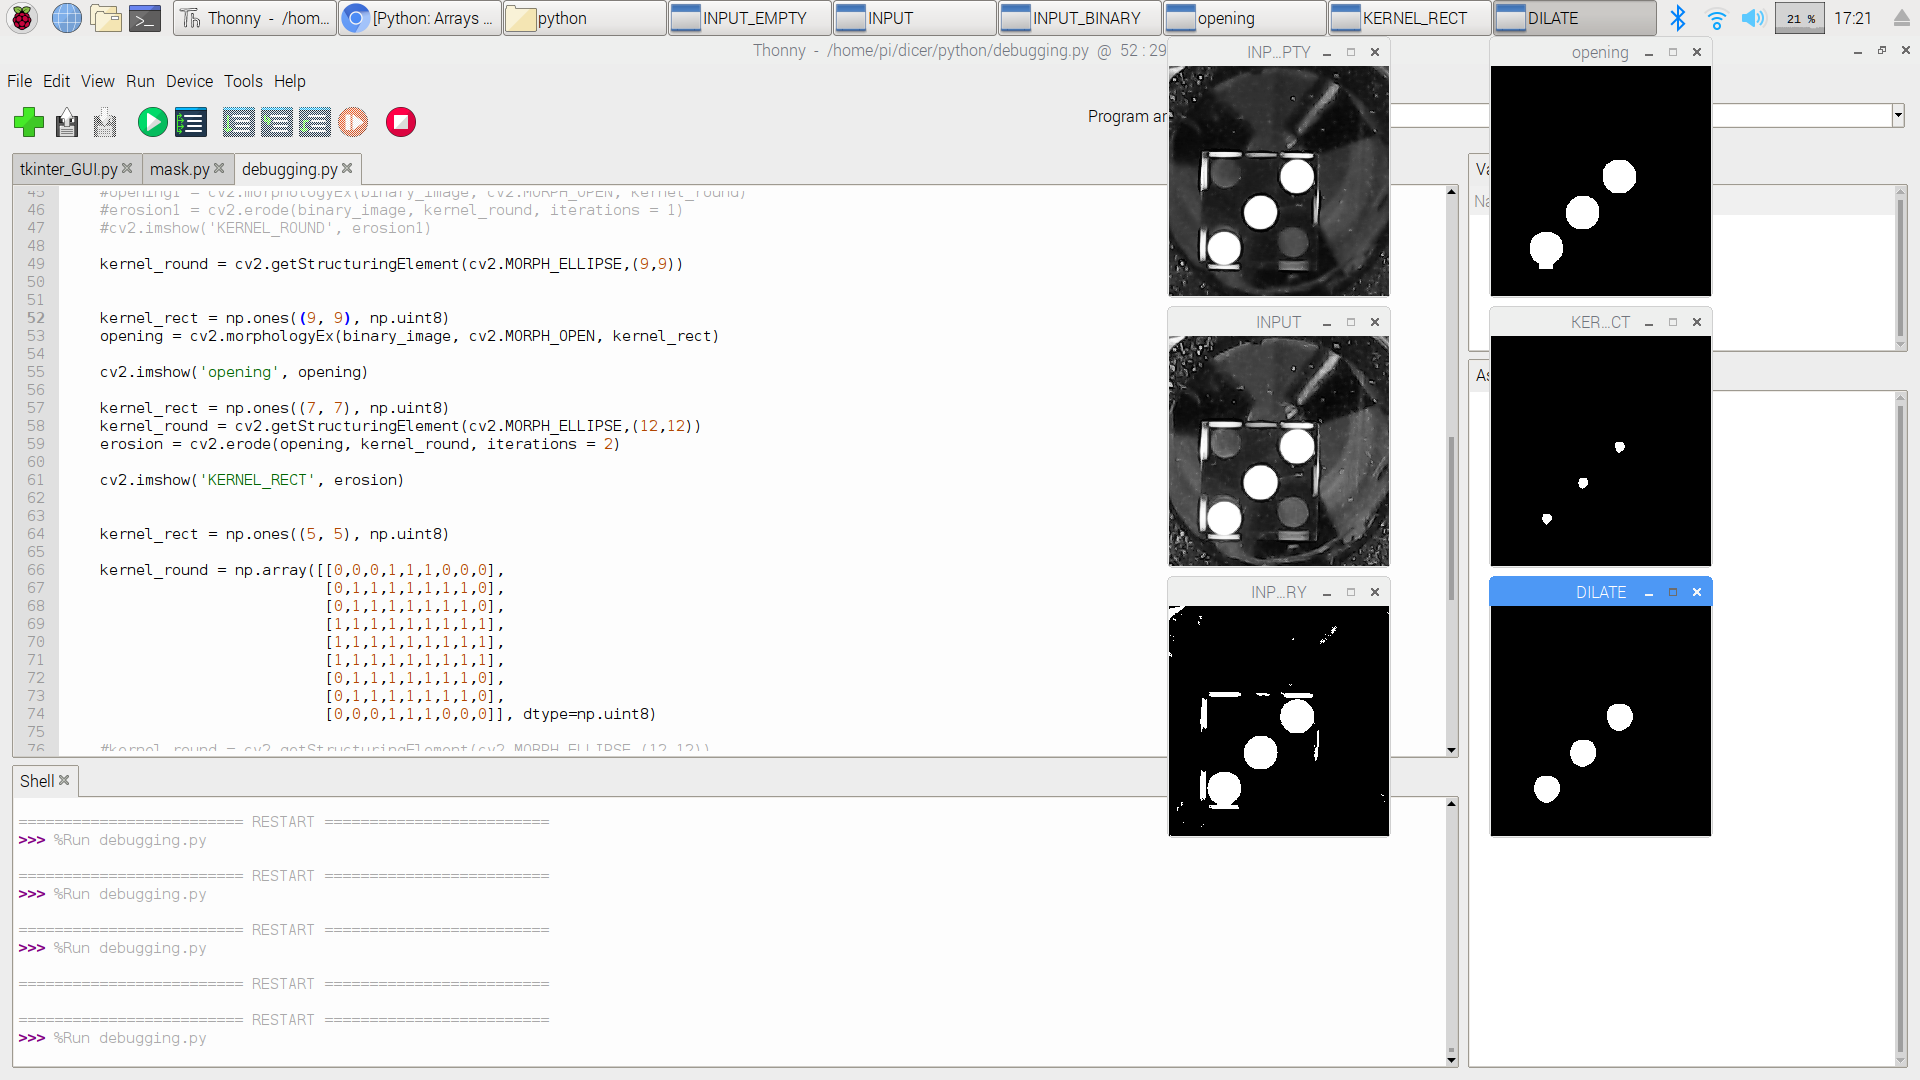 Thonny - /hom...
[Python: Arrays ...
python
INPUT_EMPTY
INPUT
INPUT_BINARY
opening
KERNEL_RECT
DILATE
21 %
17:21
Thonny - /home/pi/dicer/python/debugging.py @ 52:29
File Edit View Run Device Tools Help
Program ar
tkinter_GUI.py
mask.py
debugging.py
45 #opening1 = cv2.morphologyEx(binary_image, cv2.MORPH_OPEN, kernel_round)
46 #erosion1 = cv2.erode(binary_image, kernel_round, iterations = 1)
47 #cv2.imshow('KERNEL_ROUND', erosion1)
48
49 kernel_round = cv2.getStructuringElement(cv2.MORPH_ELLIPSE,(9,9))
50
51
52 kernel_rect = np.ones((9, 9), np.uint8)
53 opening = cv2.morphologyEx(binary_image, cv2.MORPH_OPEN, kernel_rect)
54
55 cv2.imshow('opening', opening)
56
57 kernel_rect = np.ones((7, 7), np.uint8)
58 kernel_round = cv2.getStructuringElement(cv2.MORPH_ELLIPSE,(12,12))
59 erosion = cv2.erode(opening, kernel_round, iterations = 2)
60
61 cv2.imshow('KERNEL_RECT', erosion)
62
63
64 kernel_rect = np.ones((5, 5), np.uint8)
65
66 kernel_round = np.array([[0,0,0,1,1,1,0,0,0],
67 [0,1,1,1,1,1,1,1,0],
68 [0,1,1,1,1,1,1,1,0],
69 [1,1,1,1,1,1,1,1,1],
70 [1,1,1,1,1,1,1,1,1],
71 [1,1,1,1,1,1,1,1,1],
72 [0,1,1,1,1,1,1,1,0],
73 [0,1,1,1,1,1,1,1,0],
74 [0,0,0,1,1,1,0,0,0]], dtype=np.uint8)
75
76 #kernel_round = cv2.getStructuringElement(cv2.MORPH_ELLIPSE,(12,12))
INP...PTY
opening
INPUT
KER...CT
INP...RY
DILATE
Va
Na
As
Shell
========================= RESTART =========================
>>> %Run debugging.py
========================= RESTART =========================
>>> %Run debugging.py
========================= RESTART =========================
>>> %Run debugging.py
========================= RESTART =========================
========================= RESTART =========================
>>> %Run debugging.py